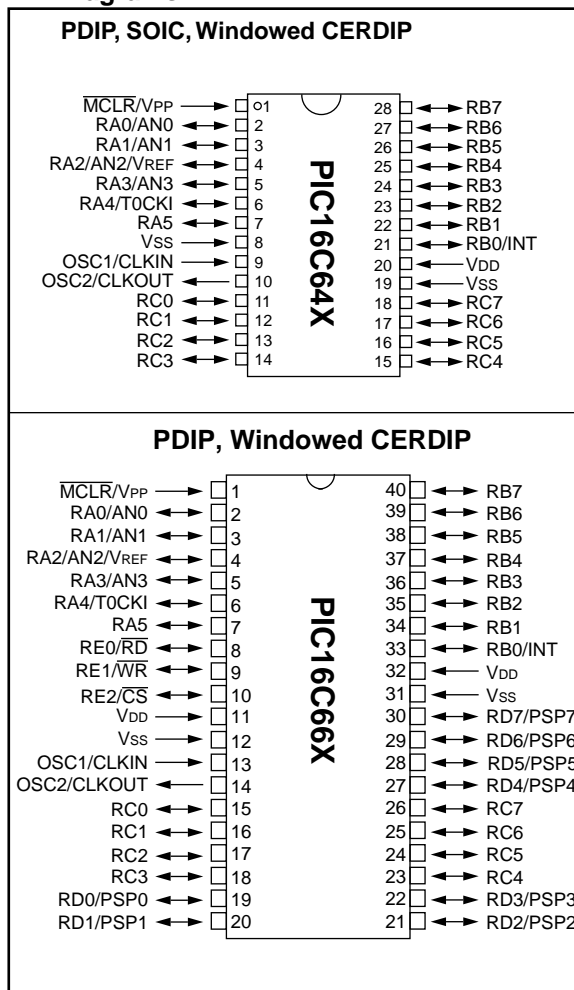 PDIP, SOIC, Windowed CERDIP
MCLR/VPP 1 28 RB7
RA0/AN0 2 27 RB6
RA1/AN1 3 26 RB5
RA2/AN2/VREF 4 25 RB4
RA3/AN3 5 24 RB3
RA4/T0CKI 6 23 RB2
RA5 7 22 RB1
VSS 8 21 RB0/INT
OSC1/CLKIN 9 20 VDD
OSC2/CLKOUT 10 19 VSS
RC0 11 18 RC7
RC1 12 17 RC6
RC2 13 16 RC5
RC3 14 15 RC4
PIC16C64X
PDIP, Windowed CERDIP
MCLR/VPP 1 40 RB7
RA0/AN0 2 39 RB6
RA1/AN1 3 38 RB5
RA2/AN2/VREF 4 37 RB4
RA3/AN3 5 36 RB3
RA4/T0CKI 6 35 RB2
RA5 7 34 RB1
RE0/RD 8 33 RB0/INT
RE1/WR 9 32 VDD
RE2/CS 10 31 VSS
VDD 11 30 RD7/PSP7
VSS 12 29 RD6/PSP6
OSC1/CLKIN 13 28 RD5/PSP5
OSC2/CLKOUT 14 27 RD4/PSP4
RC0 15 26 RC7
RC1 16 25 RC6
RC2 17 24 RC5
RC3 18 23 RC4
RD0/PSP0 19 22 RD3/PSP3
RD1/PSP1 20 21 RD2/PSP2
PIC16C66X